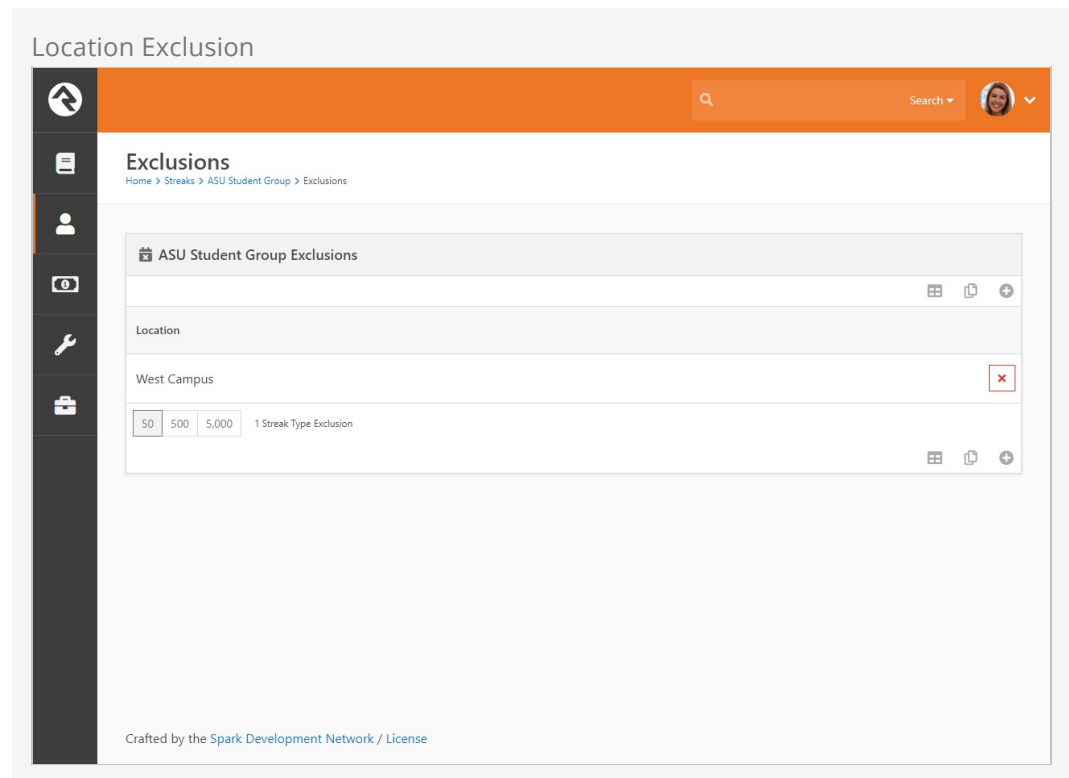 Location Exclusion
Search
Exclusions
Home > Streaks > ASU Student Group > Exclusions
ASU Student Group Exclusions
Location
West Campus
50 500 5,000 1 Streak Type Exclusion
Crafted by the Spark Development Network / License